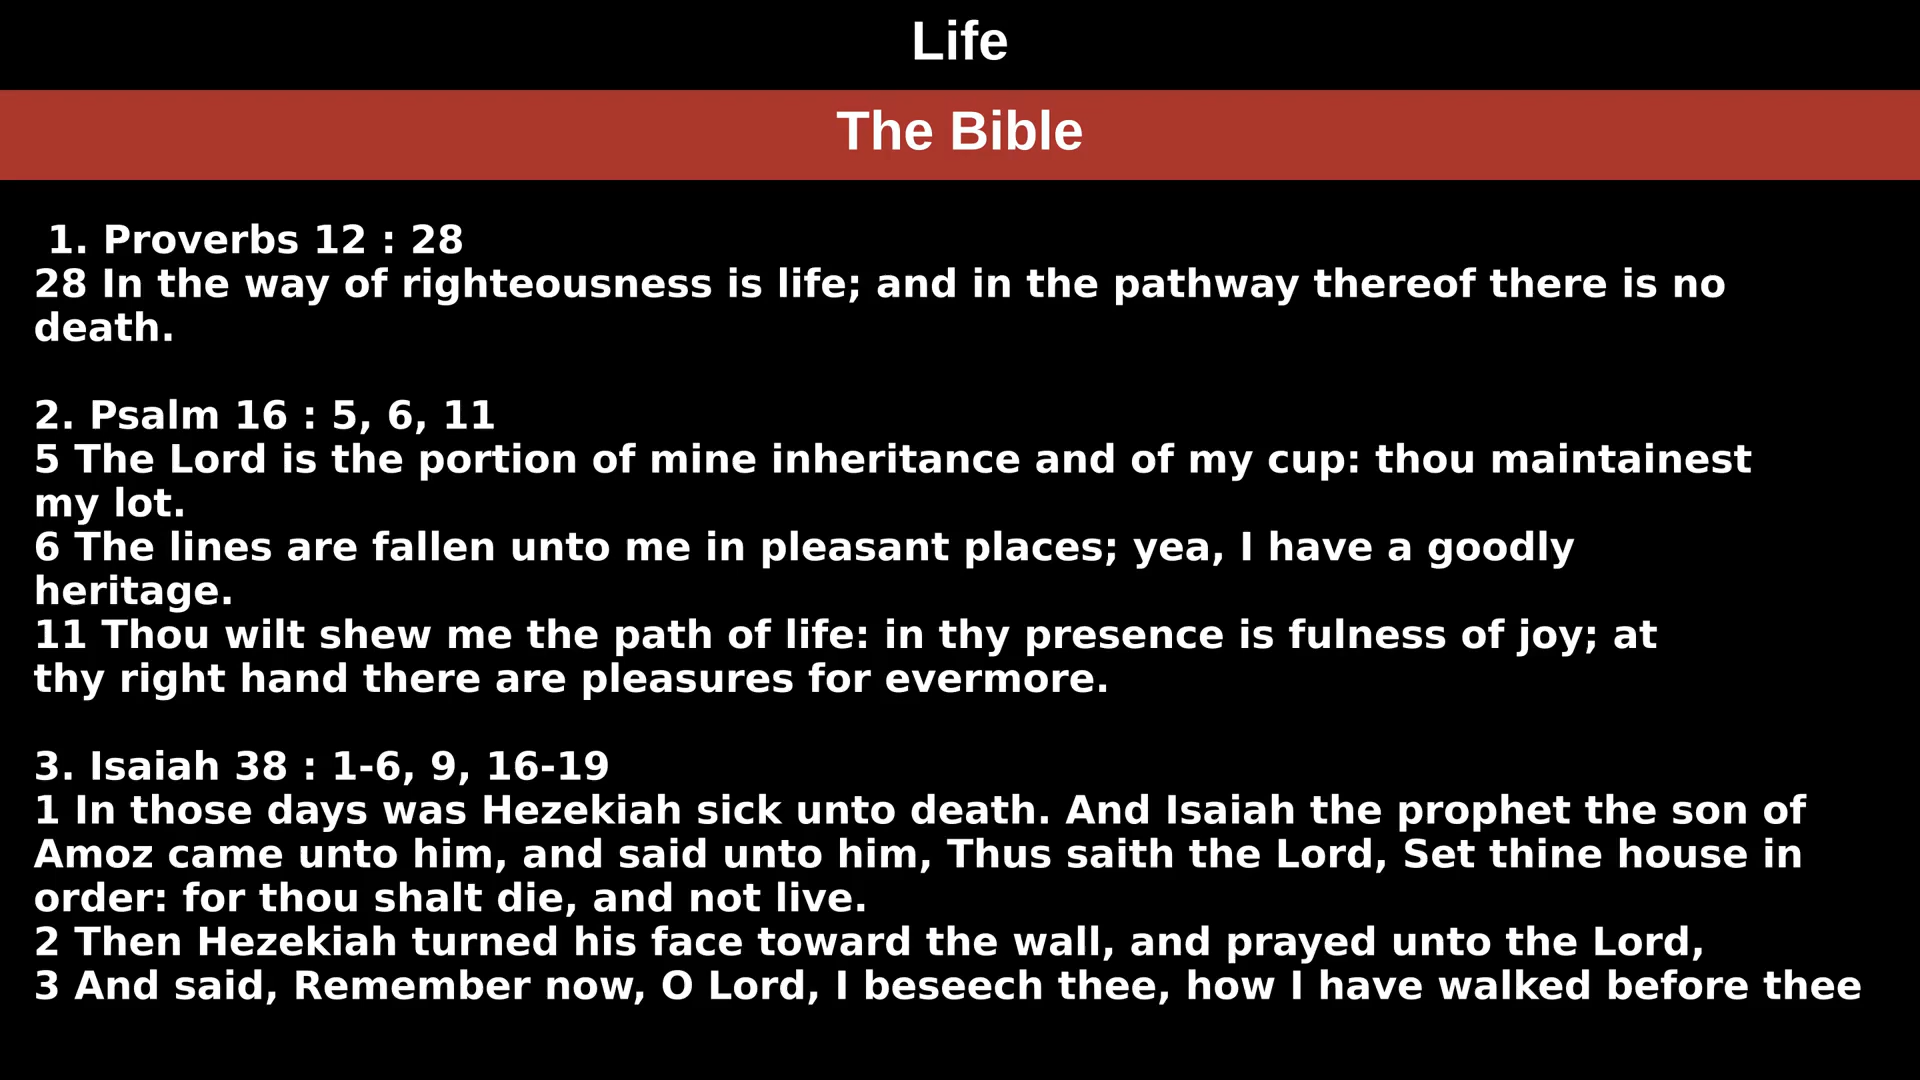 Life
The Bible
1. Proverbs 12 : 28
28 In the way of righteousness is life; and in the pathway thereof there is no
death.
2. Psalm 16 : 5, 6, 11
5 The Lord is the portion of mine inheritance and of my cup: thou maintainest
my lot.
6 The lines are fallen unto me in pleasant places; yea, I have a goodly
heritage.
11 Thou wilt shew me the path of life: in thy presence is fulness of joy; at
thy right hand there are pleasures for evermore.
3. Isaiah 38 : 1-6, 9, 16-19
1 In those days was Hezekiah sick unto death. And Isaiah the prophet the son of
Amoz came unto him, and said unto him, Thus saith the Lord, Set thine house in
order: for thou shalt die, and not live.
2 Then Hezekiah turned his face toward the wall, and prayed unto the Lord,
3 And said, Remember now, O Lord, I beseech thee, how I have walked before thee